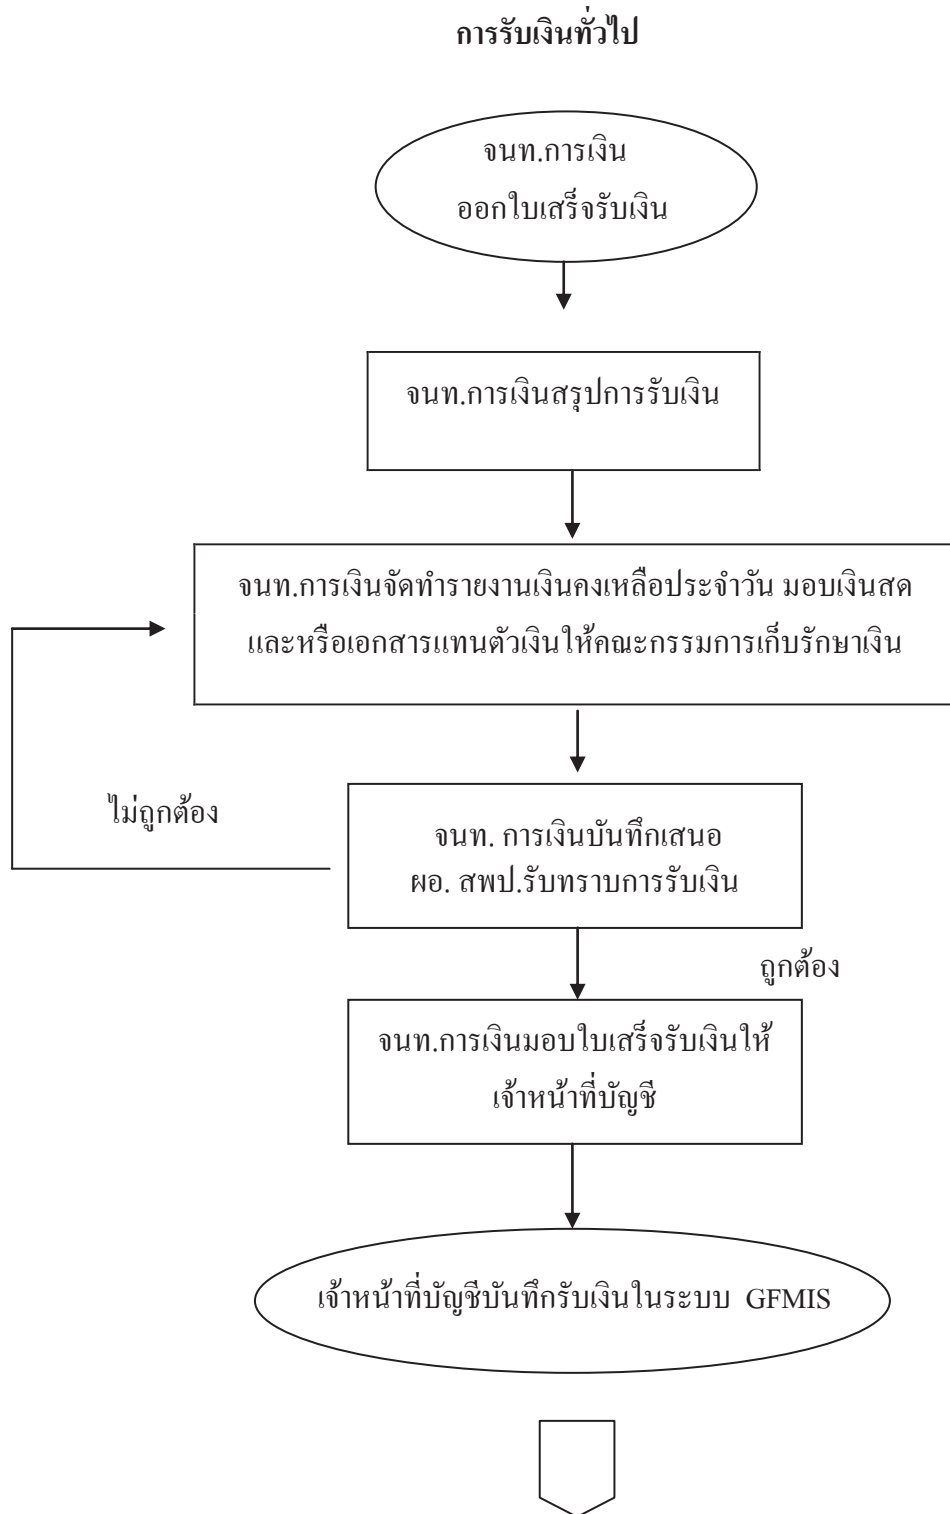 การรับเงินทั่วไป
จนท.การเงิน
ออกใบเสร็จรับเงิน
จนท.การเงินสรุปการรับเงิน
จนท.การเงินจัดทำรายงานเงินคงเหลือประจำวัน มอบเงินสด
และหรือเอกสารแทนตัวเงินให้คณะกรรมการเก็บรักษาเงิน
ไม่ถูกต้อง
จนท. การเงินบันทึกเสนอ
ผอ. สพป.รับทราบการรับเงิน
ถูกต้อง
จนท.การเงินมอบใบเสร็จรับเงินให้
เจ้าหน้าที่บัญชี
เจ้าหน้าที่บัญชีบันทึกรับเงินในระบบ GFMIS